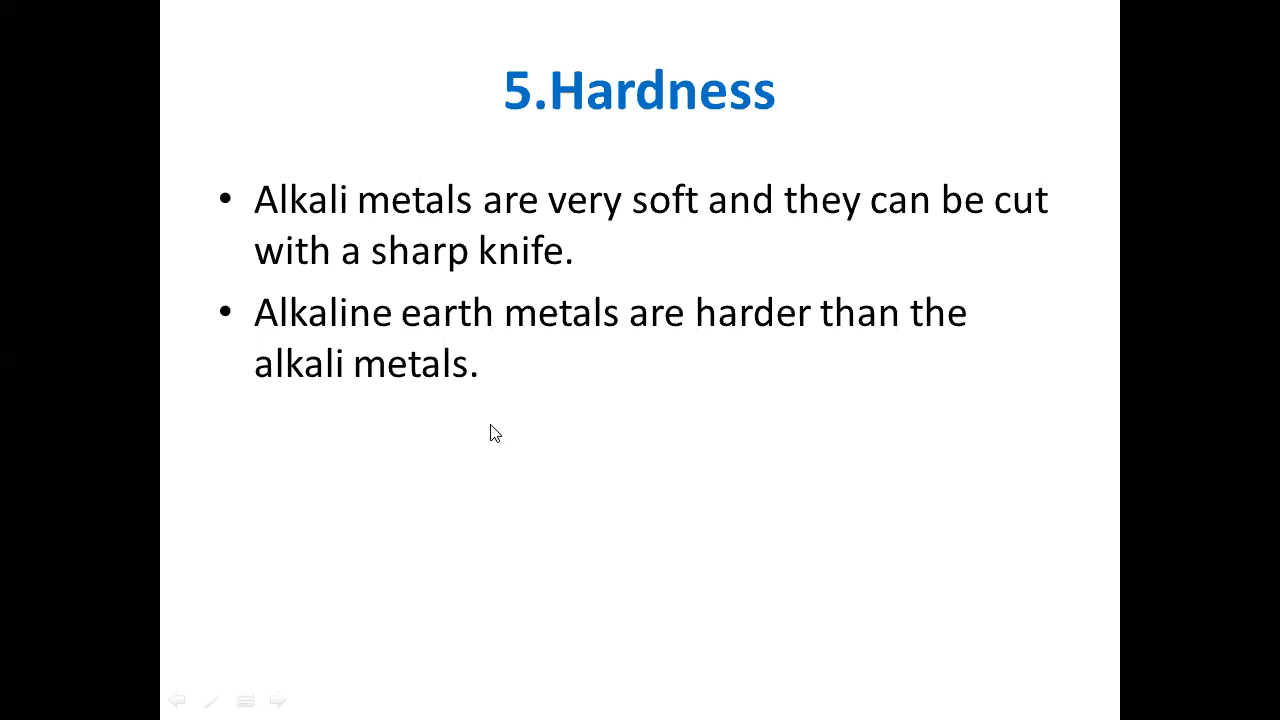 5.Hardness
• Alkali metals are very soft and they can be cut
with a sharp knife.
• Alkaline earth metals are harder than the
alkali metals.